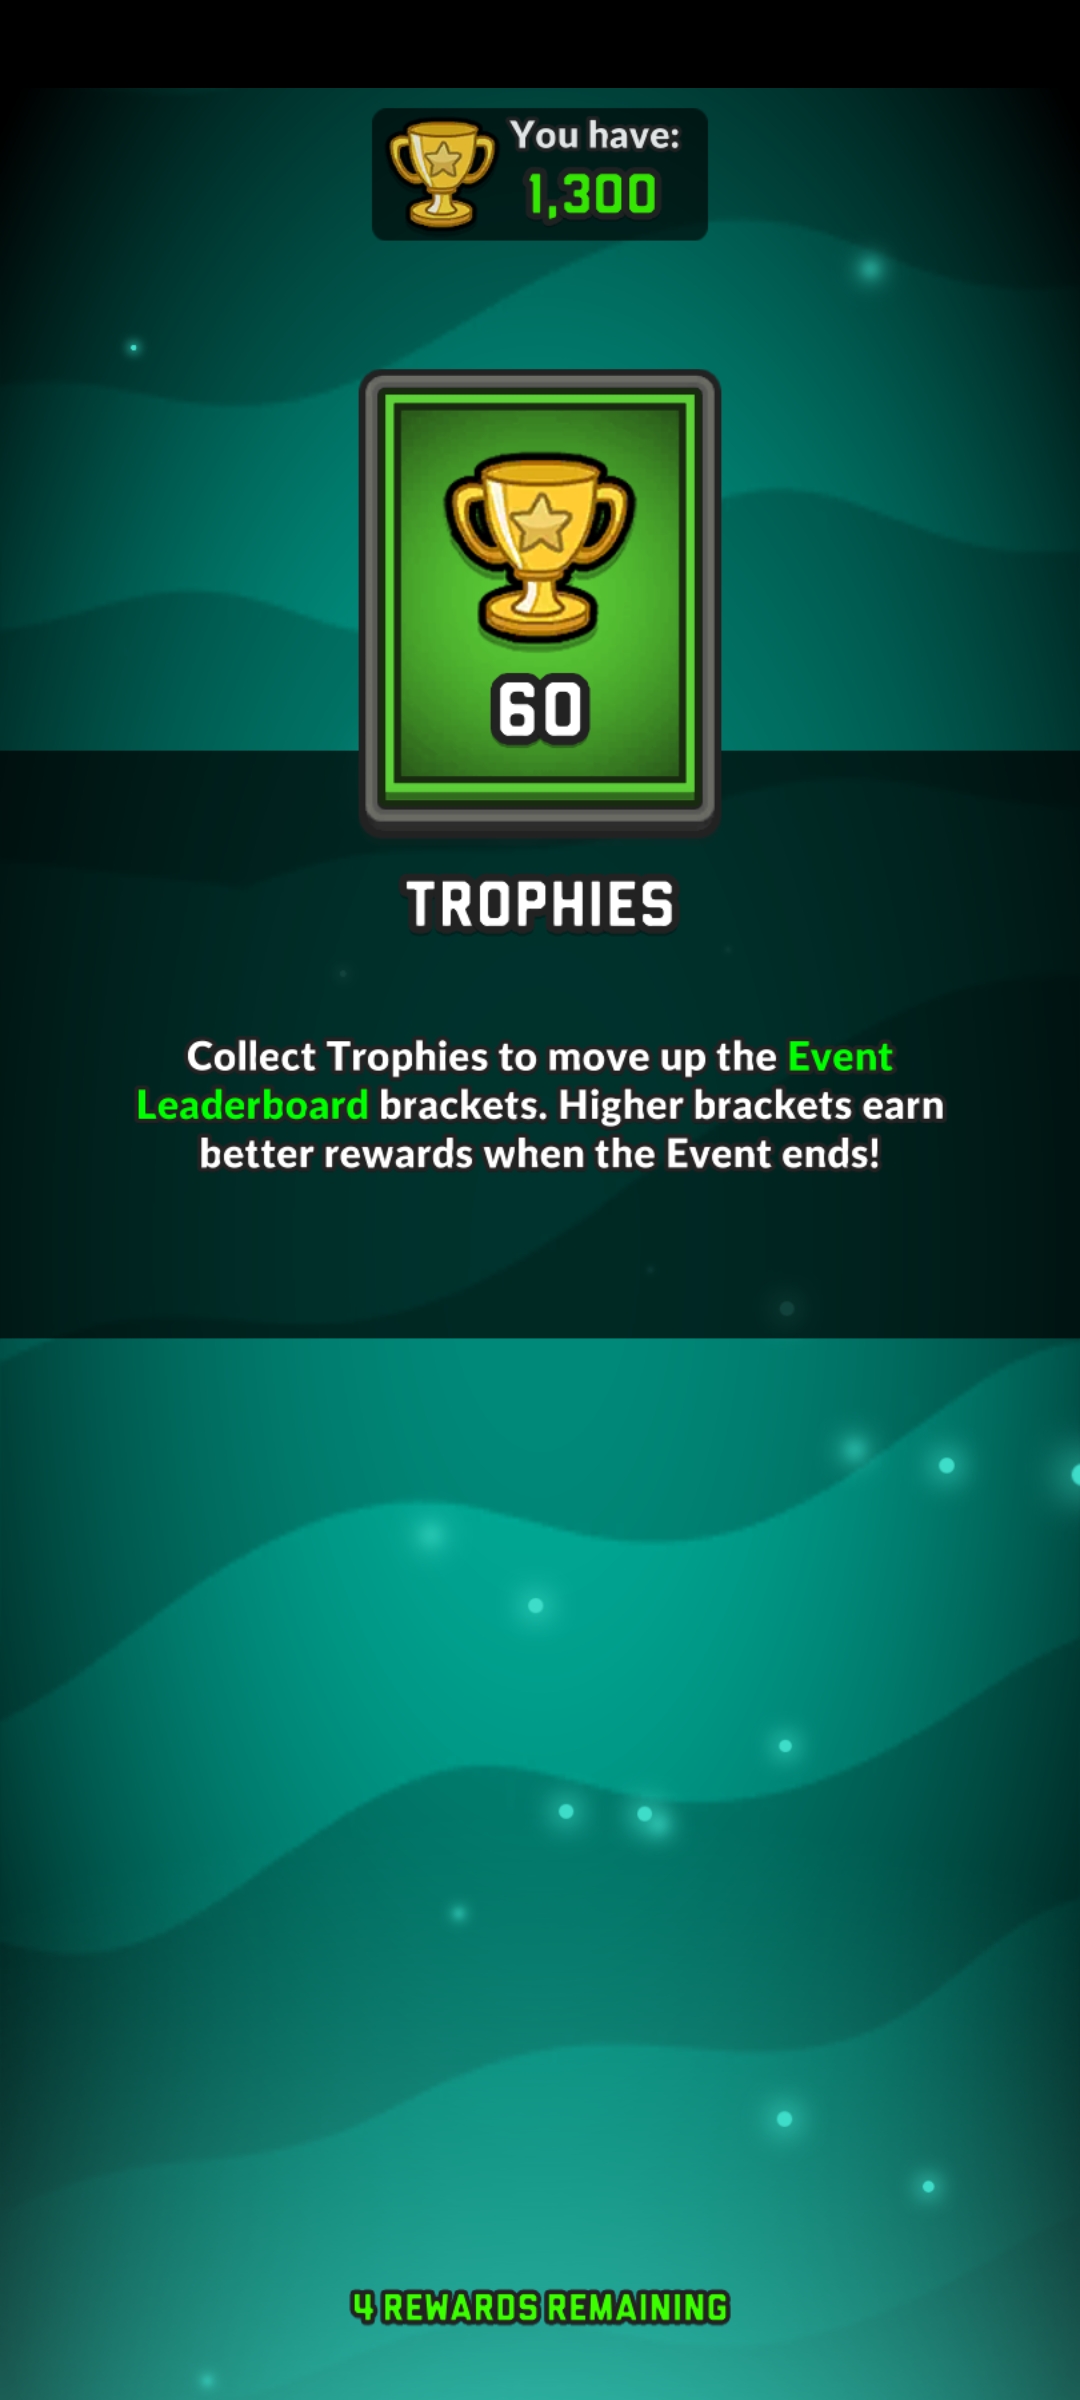 You have:
1,300
60
TROPHIES
Collect Trophies to move up the Event
Leaderboard brackets. Higher brackets earn
better rewards when the Event ends!
4 REWARDS REMAINING